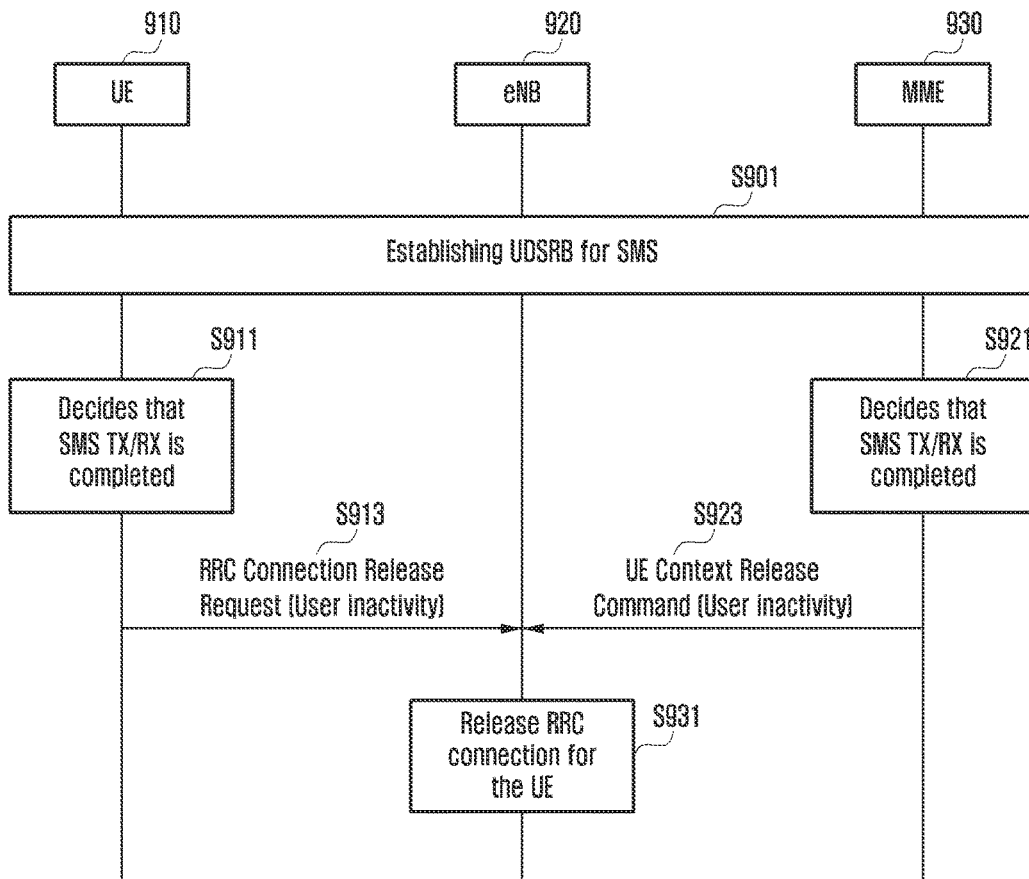 910
920
930
UE
eNB
MME
S901
Establishing UDSRB for SMS
S911
S921
Decides that
SMS TX/RX is
completed
Decides that
SMS TX/RX is
completed
S913
S923
RRC Connection Release
Request (User inactivity)
UE Context Release
Command (User inactivity)
Release RRC
connection for
the UE
S931